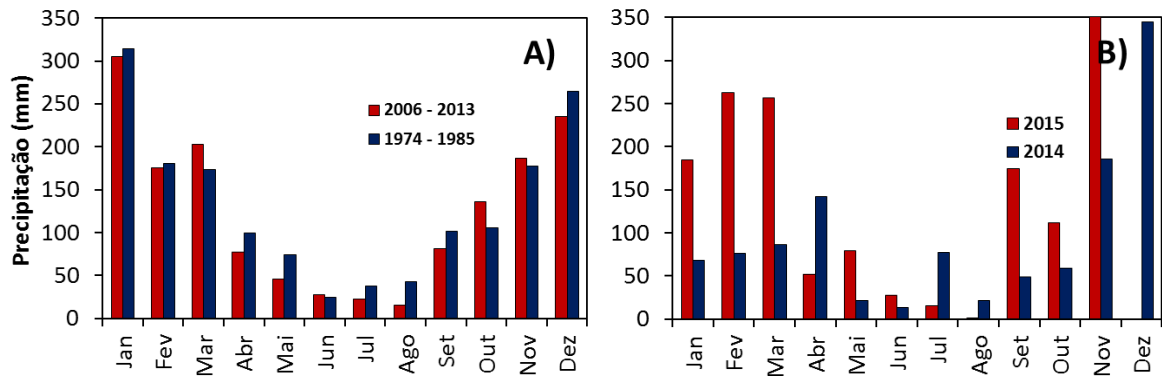 Precipitação (mm)
350
300
250
200
150
100
50
0
A)
2006 - 2013
1974 - 1985
Jan Fev Mar Abr Mai Jun Jul Ago Set Out Nov Dez
350
300
250
200
150
100
50
0
B)
2015
2014
Jan Fev Mar Abr Mai Jun Jul Ago Set Out Nov Dez